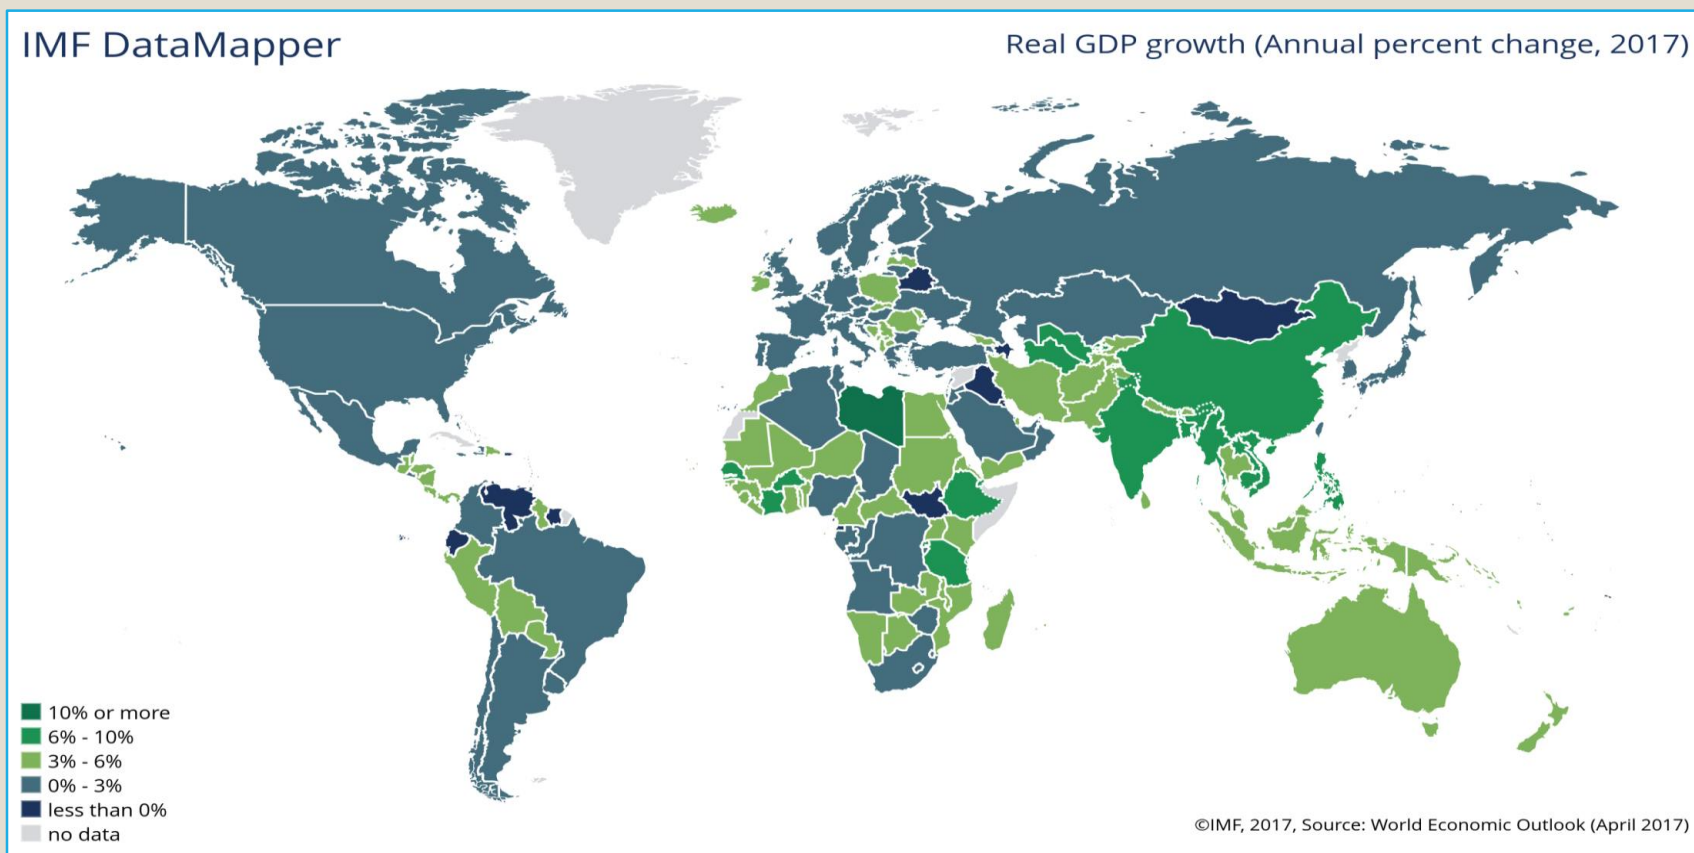 IMF DataMapper
Real GDP growth (Annual percent change, 2017)
10% or more
6% - 10%
3% - 6%
0% - 3%
less than 0%
no data
©IMF, 2017, Source: World Economic Outlook (April 2017)